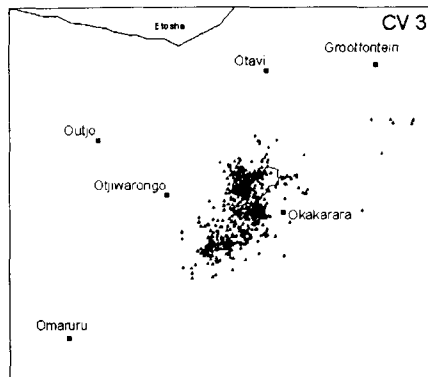 CV 3
Etosha
Grootfontein
Otavi
Outjo
Otjiwarongo
Okakarara
Omaruru